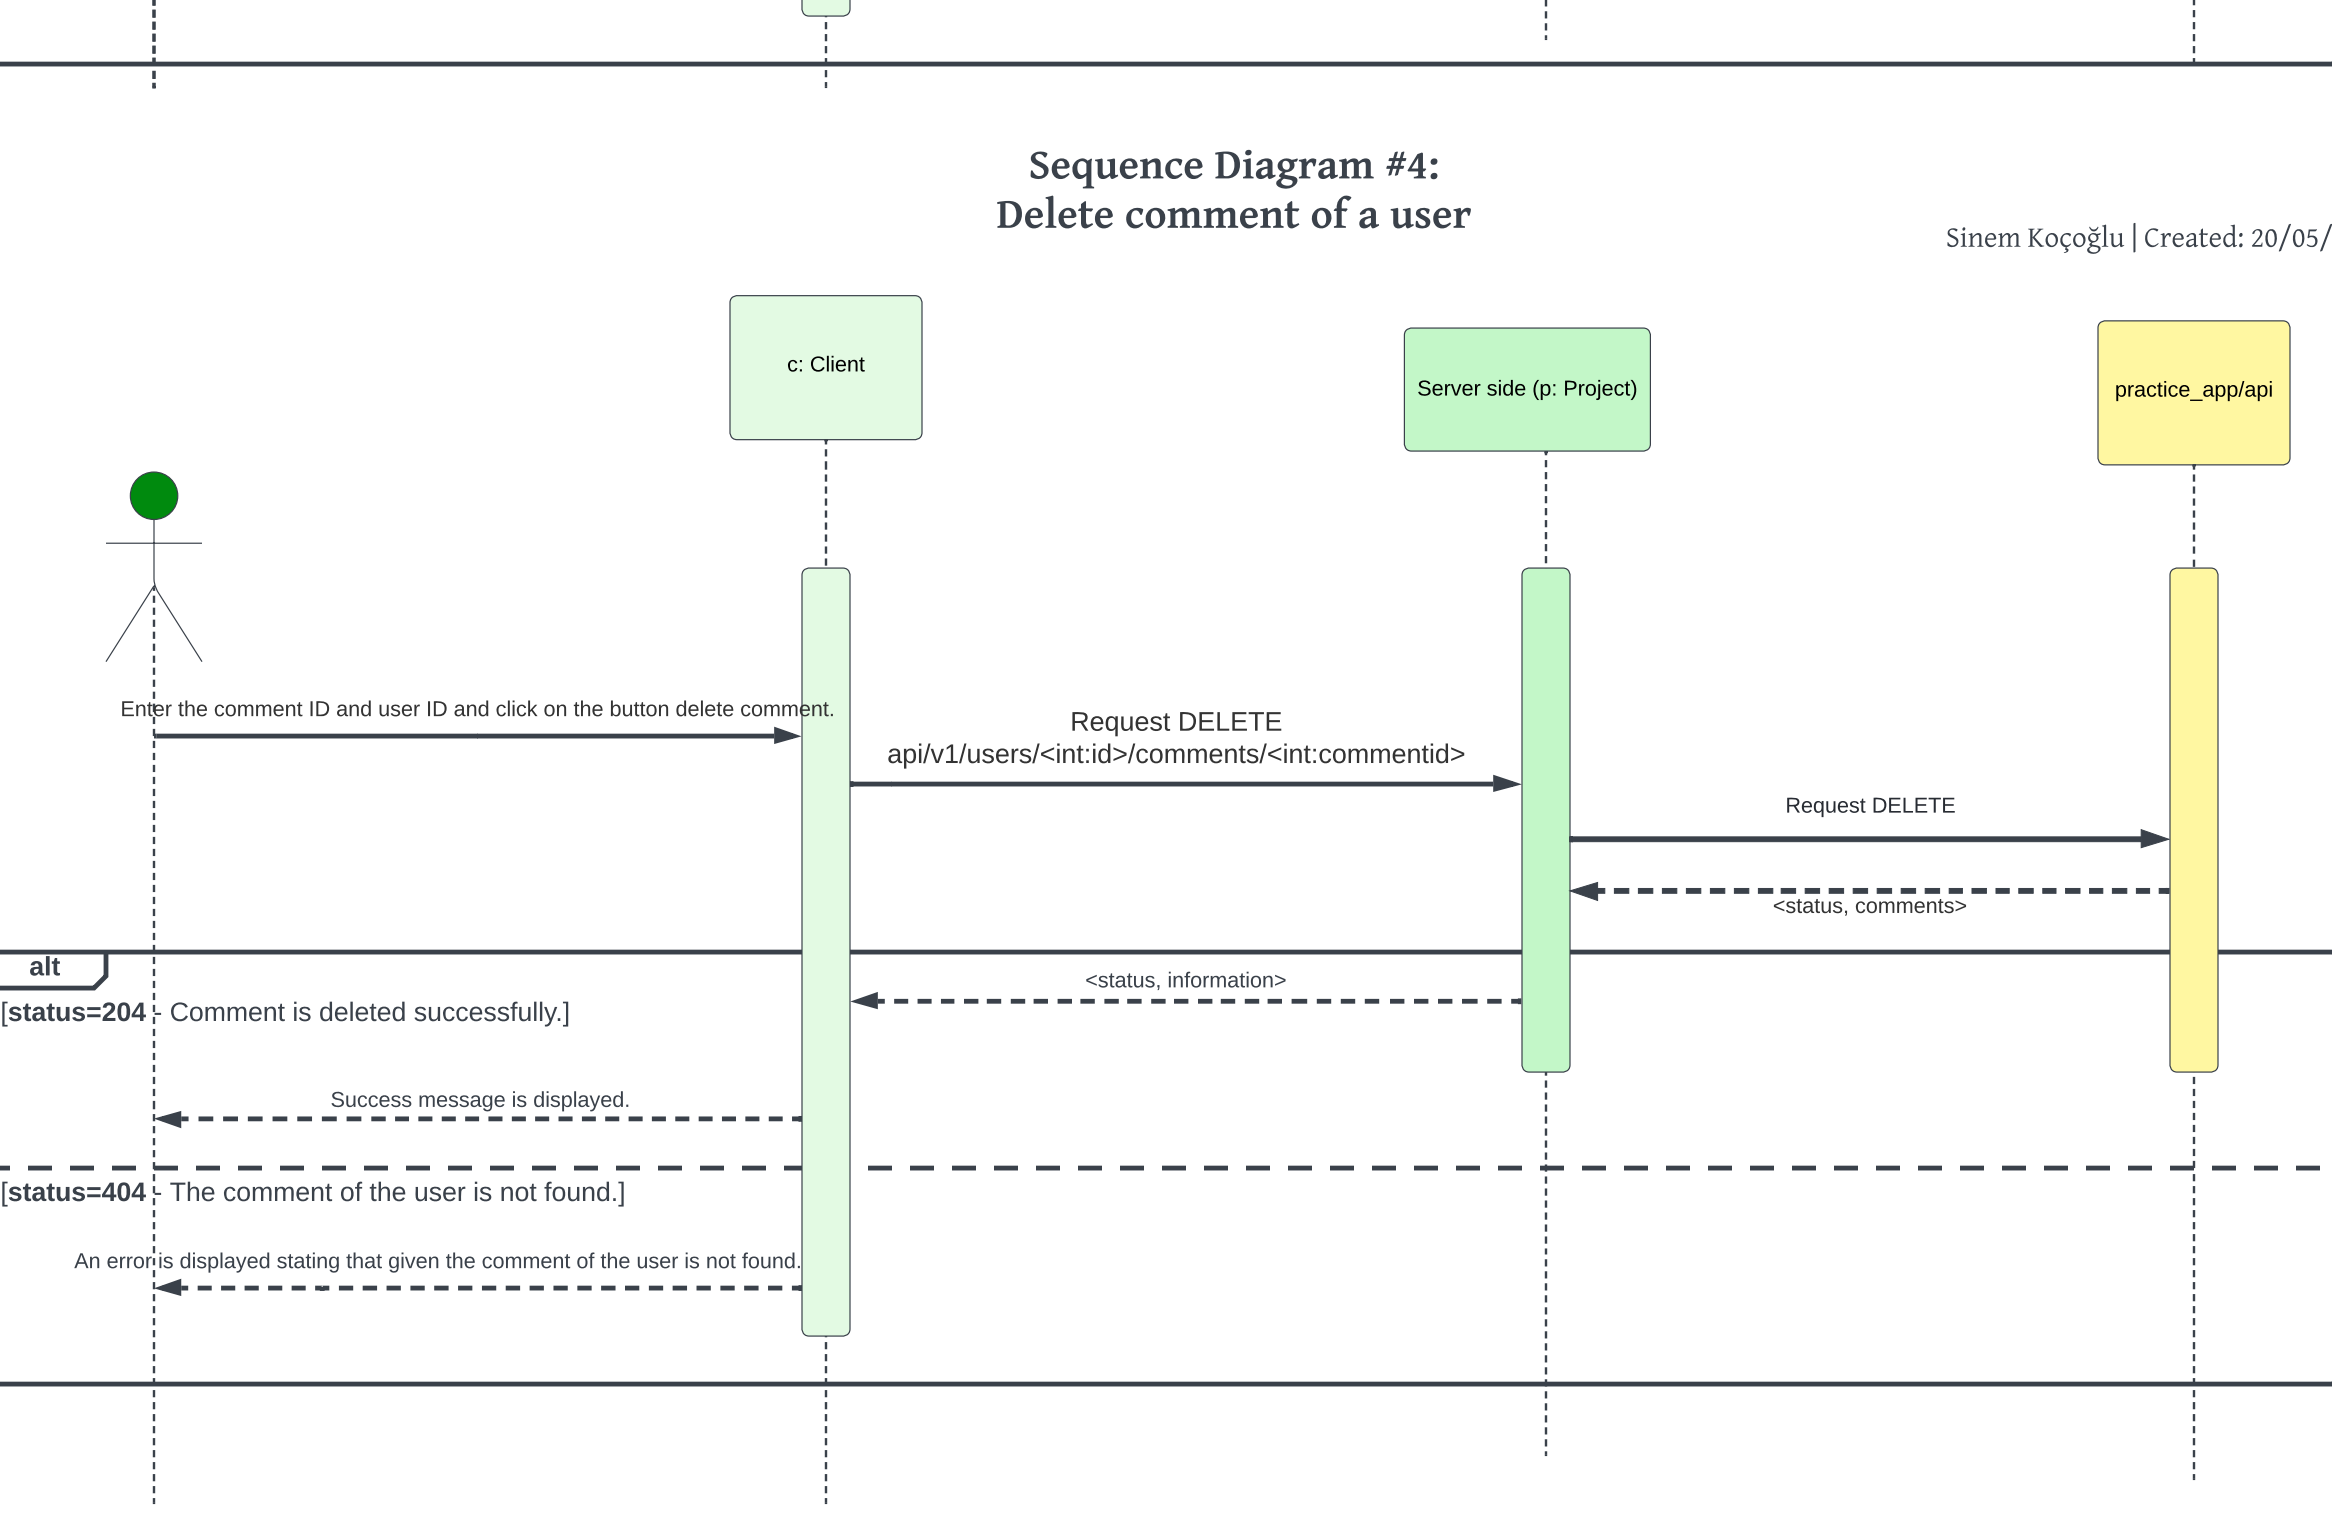 Sequence Diagram #4:
Delete comment of a user
Sinem Koçoğlu | Created: 20/05/
c: Client
Server side (p: Project)
practice_app/api
Enter the comment ID and user ID and click on the button delete comment.
Request DELETE
api/v1/users/<int:id>/comments/<int:commentid>
Request DELETE
<status, comments>
alt
<status, information>
[status=204 - Comment is deleted successfully.]
Success message is displayed.
[status=404 - The comment of the user is not found.]
An error is displayed stating that given the comment of the user is not found.